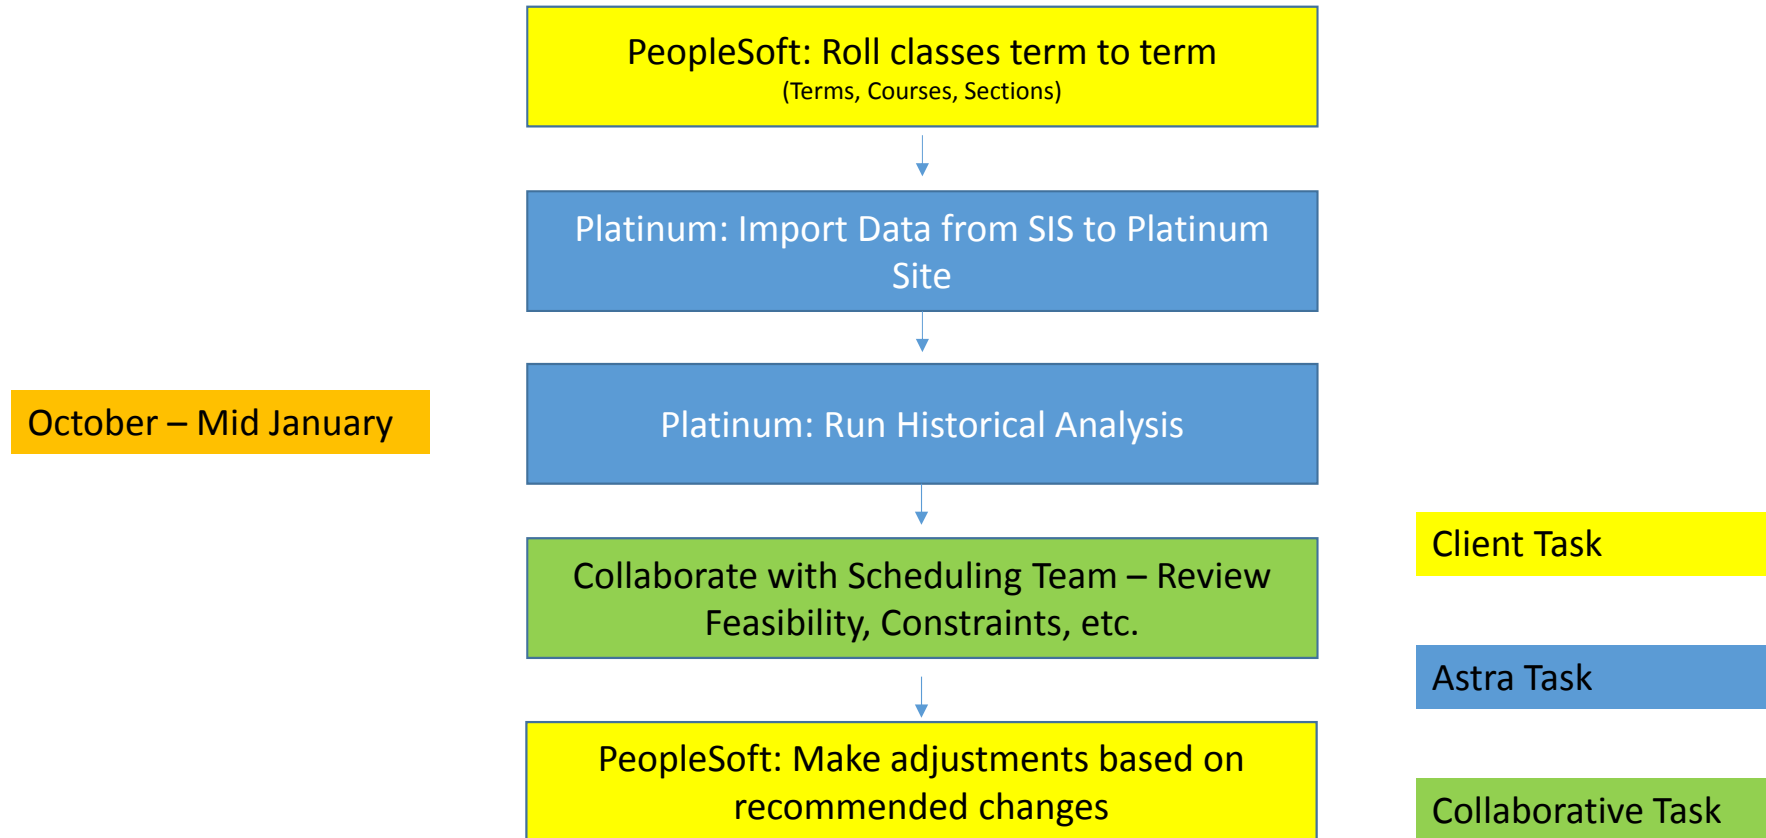 PeopleSoft: Roll classes term to term
(Terms, Courses, Sections)
Platinum: Import Data from SIS to Platinum
Site
Platinum: Run Historical Analysis
October – Mid January
Collaborate with Scheduling Team – Review
Feasibility, Constraints, etc.
PeopleSoft: Make adjustments based on
recommended changes
Client Task
Astra Task
Collaborative Task